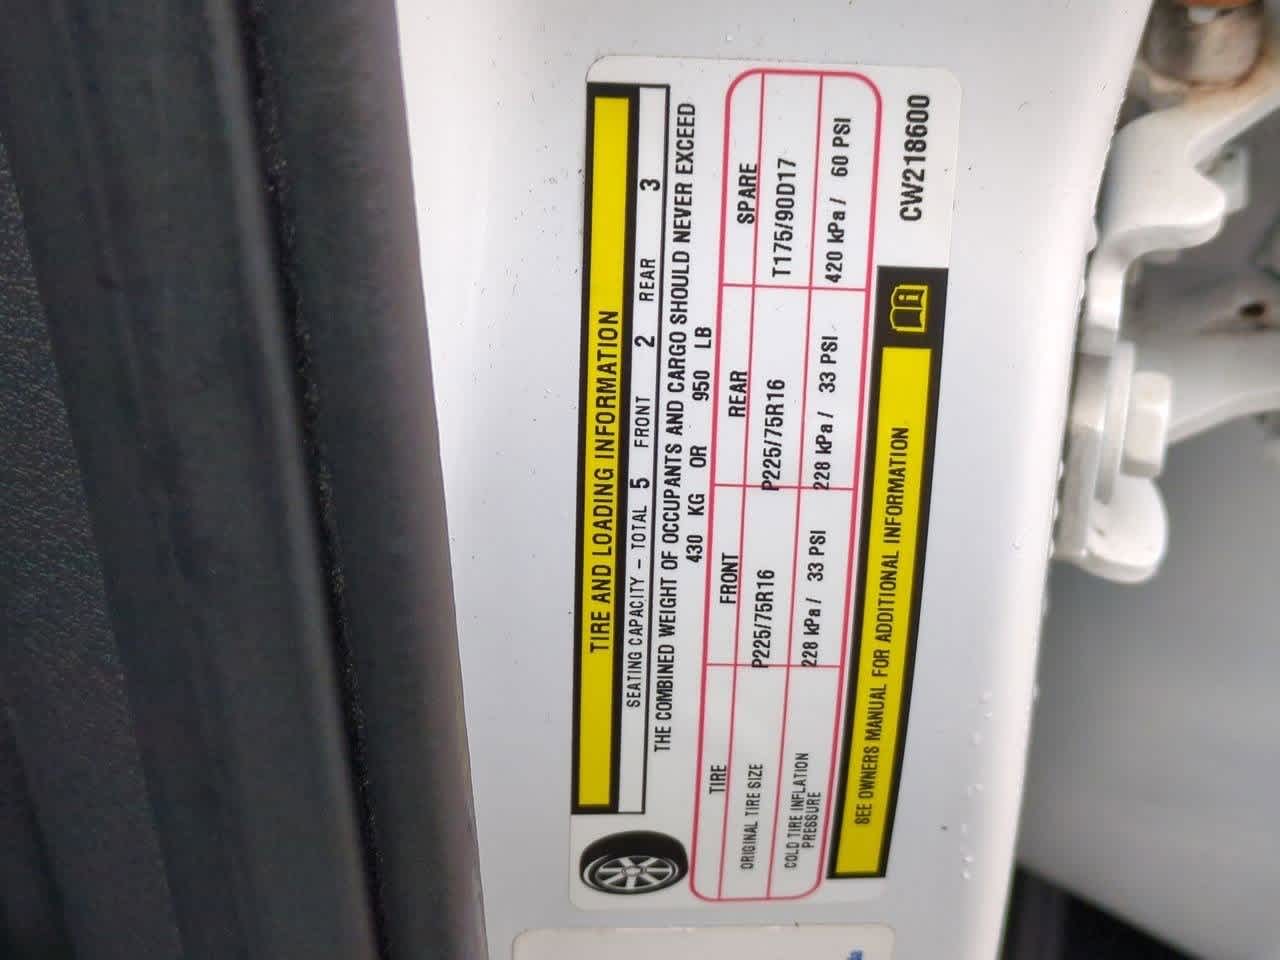 TIRE AND LOADING INFORMATION
SEATING CAPACITY – TOTAL 5 FRONT 2 REAR 3
THE COMBINED WEIGHT OF OCCUPANTS AND CARGO SHOULD NEVER EXCEED
430 KG OR 950 LB
TIRE FRONT REAR SPARE
ORIGINAL TIRE SIZE P225/75R16 P225/75R16 T175/90D17
COLD TIRE INFLATION
PRESSURE 228 kPa / 33 PSI 228 kPa / 33 PSI 420 kPa / 60 PSI
SEE OWNERS MANUAL FOR ADDITIONAL INFORMATION
CW218600